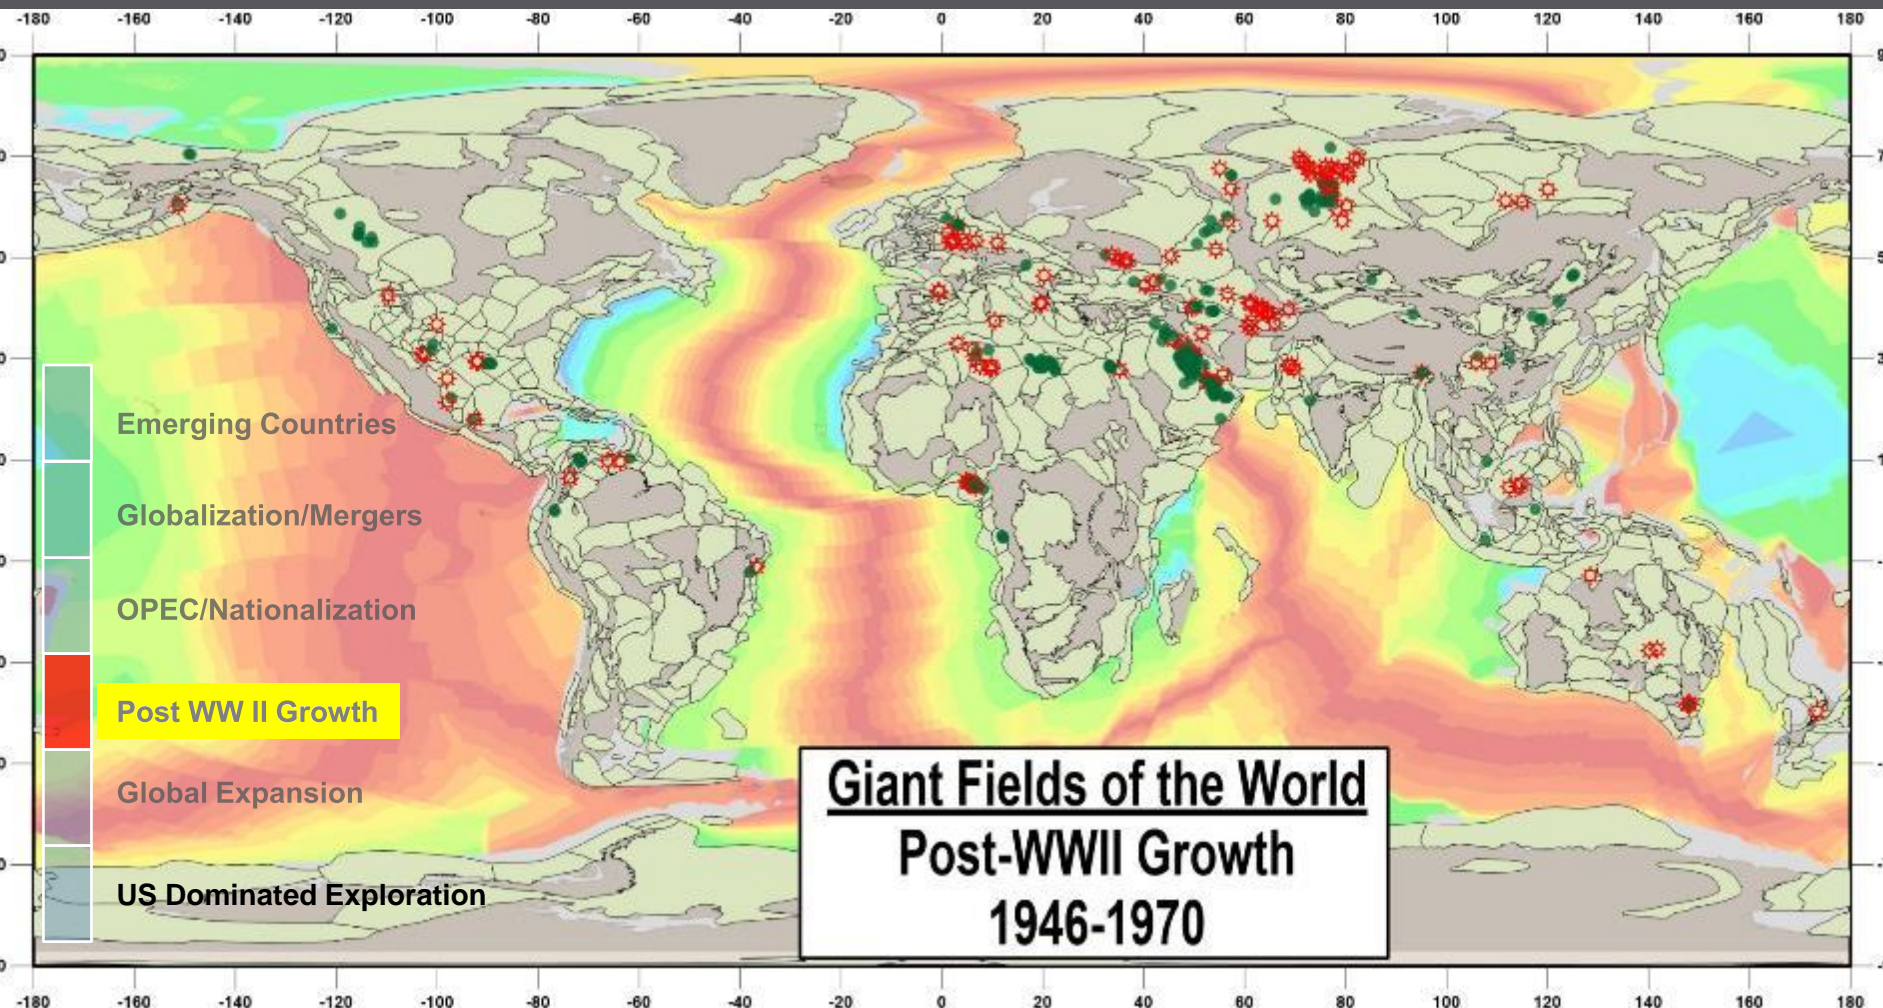 -180 -160 -140 -120 -100 -80 -60 -40 -20 0 20 40 60 80 100 120 140 160 180
Emerging Countries
Globalization/Mergers
OPEC/Nationalization
Post WW II Growth
Global Expansion
US Dominated Exploration
Giant Fields of the World
Post-WWII Growth
1946-1970
-180 -160 -140 -120 -100 -80 -60 -40 -20 0 20 40 60 80 100 120 140 160 180